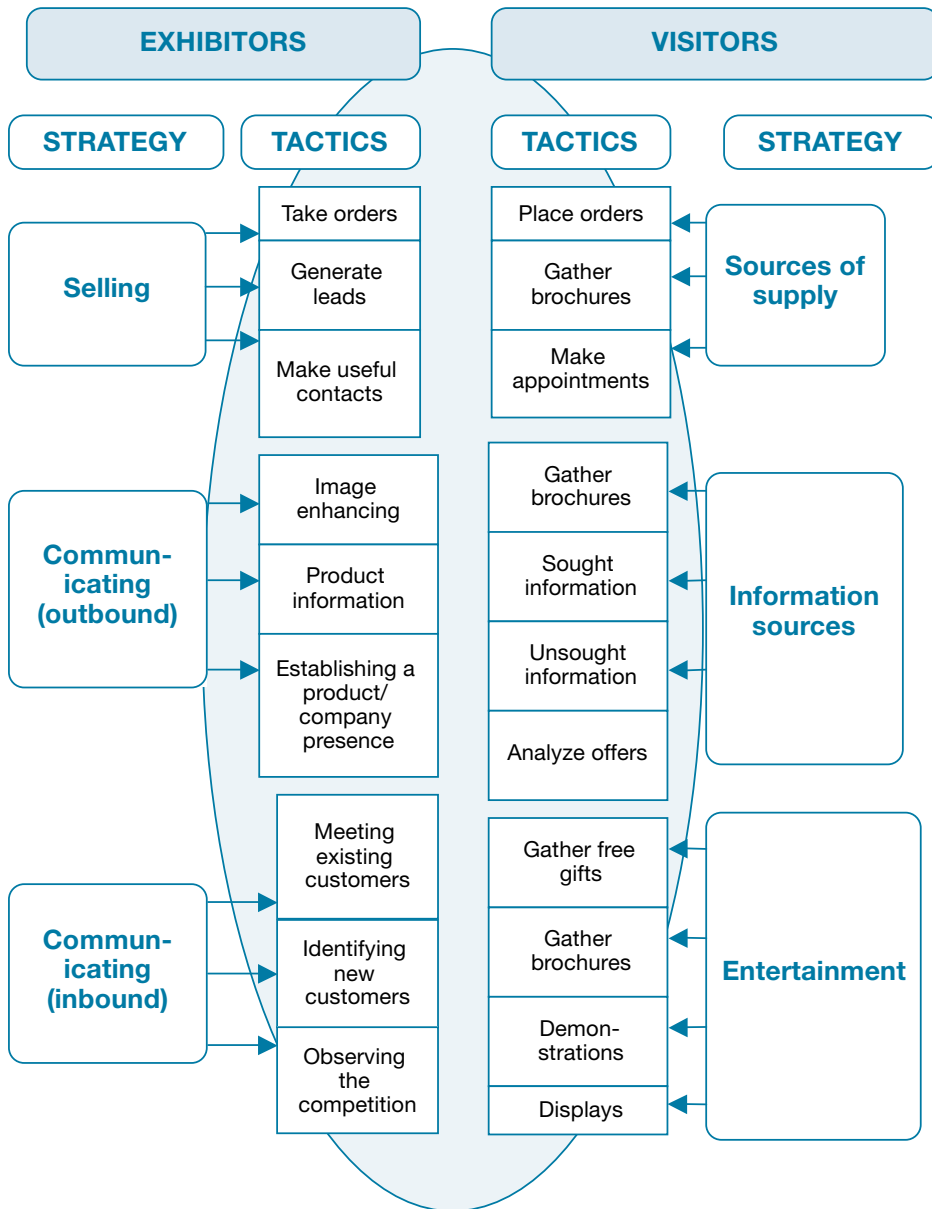 EXHIBITORS
VISITORS
STRATEGY
TACTICS
TACTICS
STRATEGY
Selling
Take orders
Generate
leads
Make useful
contacts
Place orders
Gather
brochures
Make
appointments
Sources of
supply
Commun-
icating
(outbound)
Image
enhancing
Product
information
Establishing a
product/
company
presence
Gather
brochures
Sought
information
Unsought
information
Analyze offers
Information
sources
Commun-
icating
(inbound)
Meeting
existing
customers
Identifying
new
customers
Observing
the
competition
Gather free
gifts
Gather
brochures
Demon-
strations
Displays
Entertainment